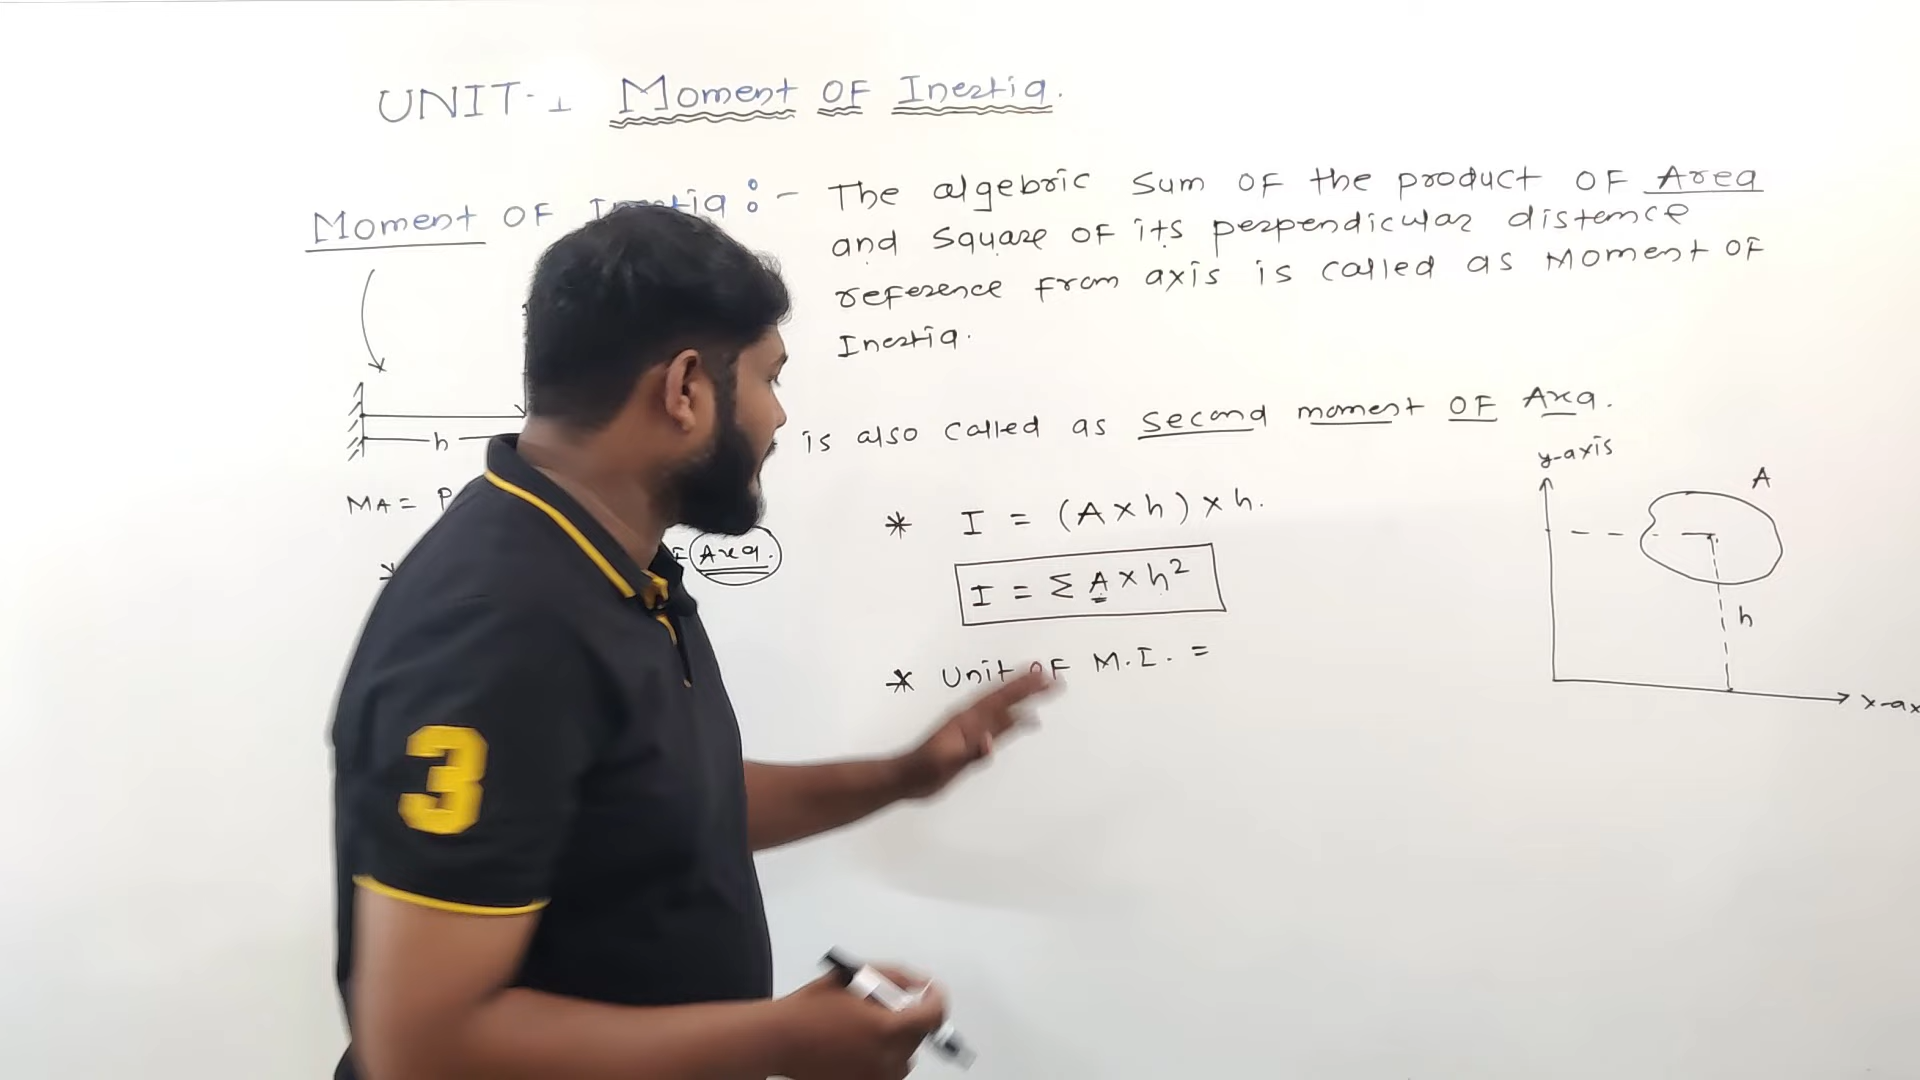 UNIT-1 Moment OF Inertia.
Moment OF Inertia :- The algebric sum OF the product OF Area
and square OF its perpendicular distence
reference from axis is called as Moment OF
Inertia.
is also called as second moment OF Area.
h
MA = P
* Area.
* I = (A x h) x h.
I = Σ A x h²
* Unit OF M.I. =
y-axis
A
h
x-ax
3